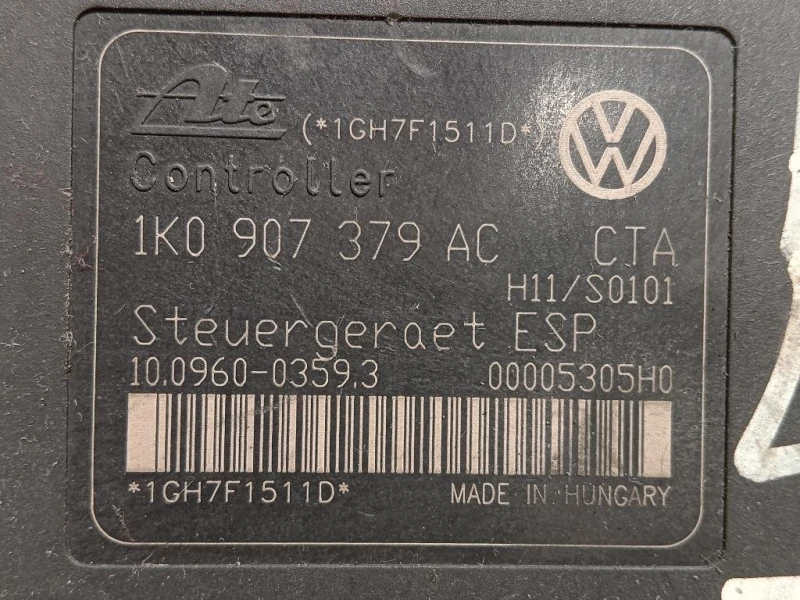 Ate (*1GH7F1511D*)
Controller
1K0 907 379 AC CTA
H11/S0101
Steuergeraet ESP
10.0960-0359.3 00005305H0
*1GH7F1511D* MADE IN HUNGARY